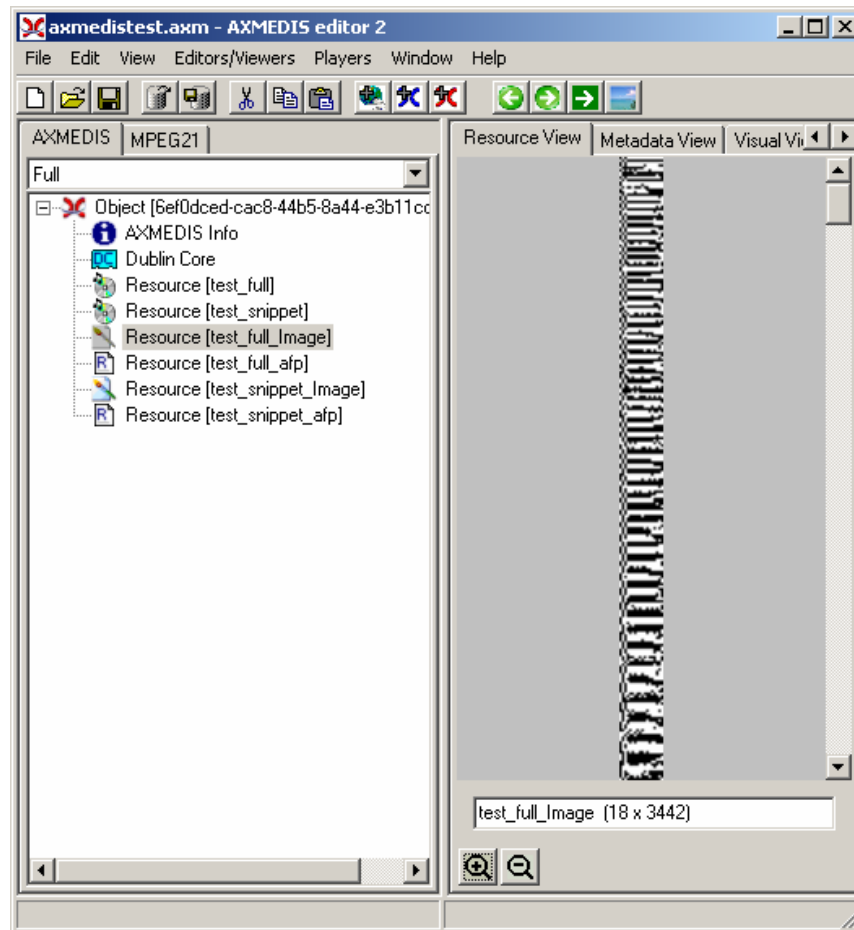 axmedistest.axm - AXMEDIS editor 2
File Edit View Editors/Viewers Players Window Help
AXMEDIS MPEG21
Full
Object [6ef0dced-cac8-44b5-8a44-e3b11cc
AXMEDIS Info
DC Dublin Core
Resource [test_full]
Resource [test_snippet]
Resource [test_full_Image]
R Resource [test_full_afp]
Resource [test_snippet_Image]
R Resource [test_snippet_afp]
Resource View Metadata View Visual Vi
test_full_Image (18 x 3442)